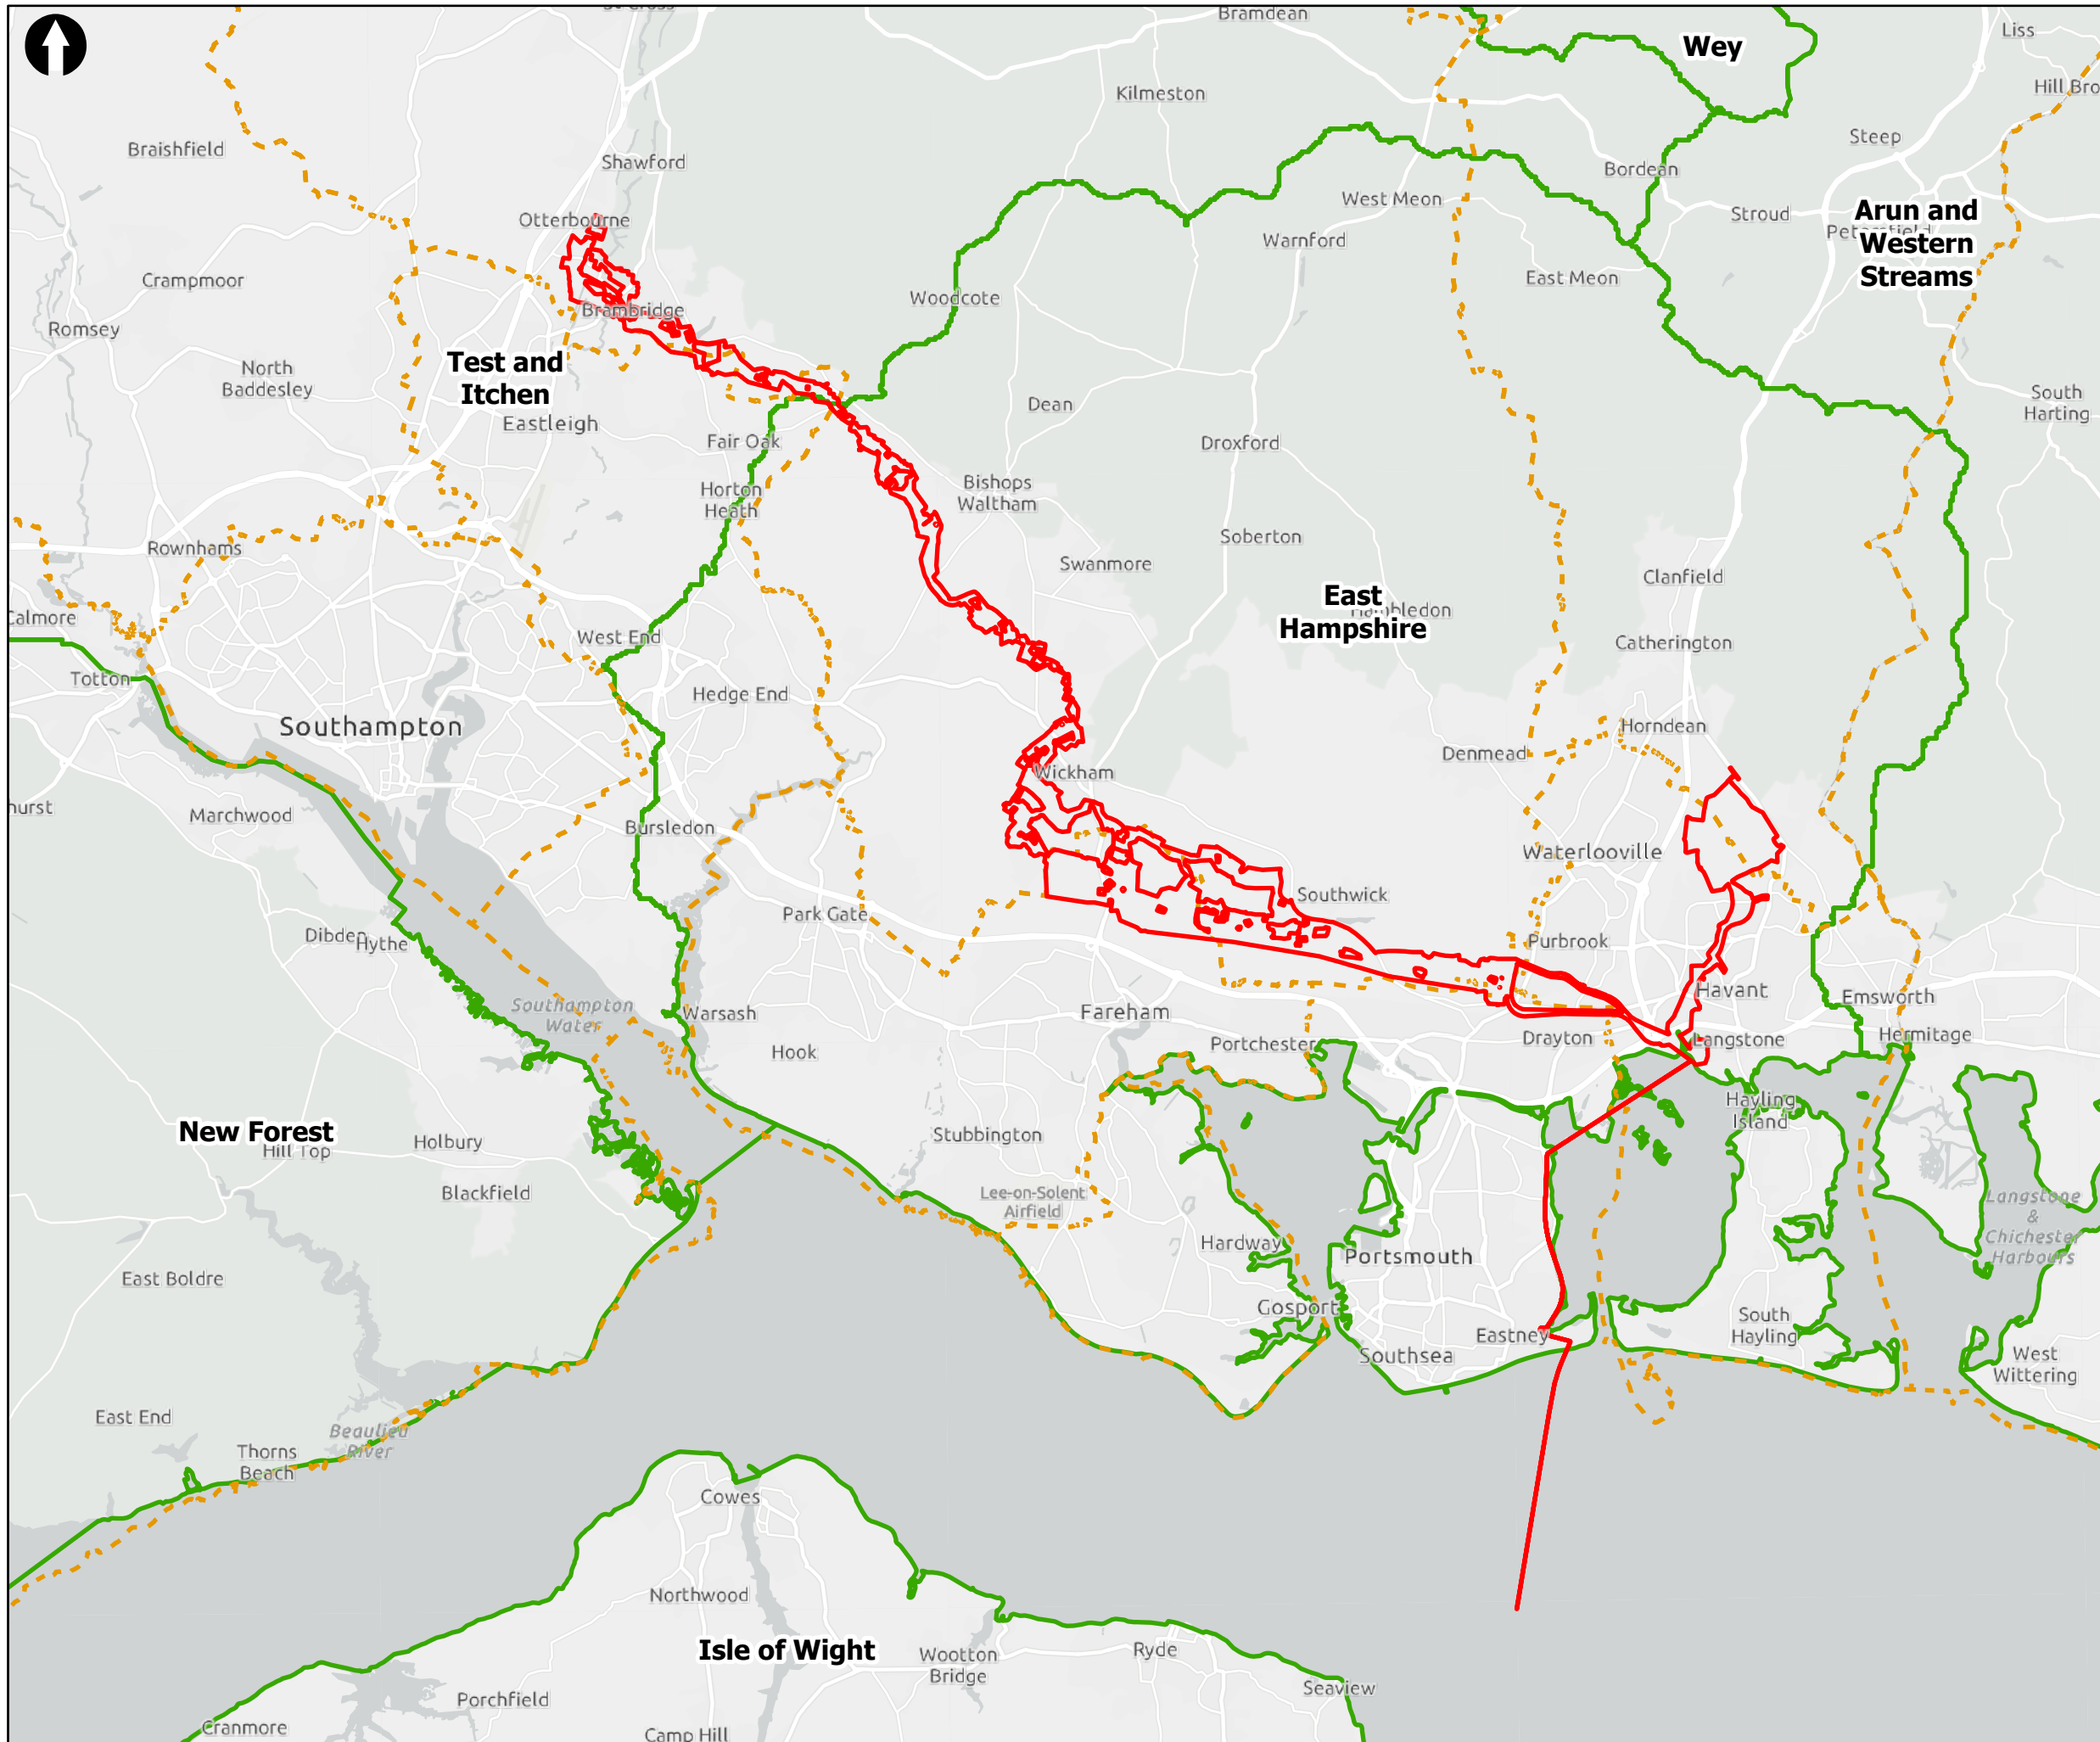 Bramdean
Wey
Liss
Kilmeston
Hill Bro
Braishfield
Shawford
Steep
Bordean
West Meon
Otterbourne
Stroud
Arun and
Western
Streams
Warnford
Crampmoor
East Meon
Woodcote
Brambridge
Romsey
Test and
Itchen
North
Baddesley
South
Harting
Dean
Eastleigh
Fair Oak
Droxford
Horton
Heath
Bishops
Waltham
Rownhams
Soberton
Swanmore
Clanfield
East
Hampshire
Hambledon
Calmore
West End
Catherington
Totton
Hedge End
Southampton
Horndean
Denmead
Wickham
hurst
Marchwood
Bursledon
Waterlooville
Southwick
Park Gate
Dibden
Hythe
Purbrook
Southampton
Water
Havant
Emsworth
Warsash
Fareham
Hermitage
Hook
Portchester
Drayton
Langstone
New Forest
Hill Top
Holbury
Stubbington
Hayling
Island
Blackfield
Lee-on-Solent
Airfield
Langstone
&
Chichester
Harbours
Hardway
Portsmouth
East Boldre
Gosport
Eastney
South
Hayling
Southsea
West
Wittering
East End
Beaulieu
River
Thorns
Beach
Cowes
Northwood
Isle of Wight
Wootton
Bridge
Ryde
Seaview
Porchfield
Cranmore
Camp Hill